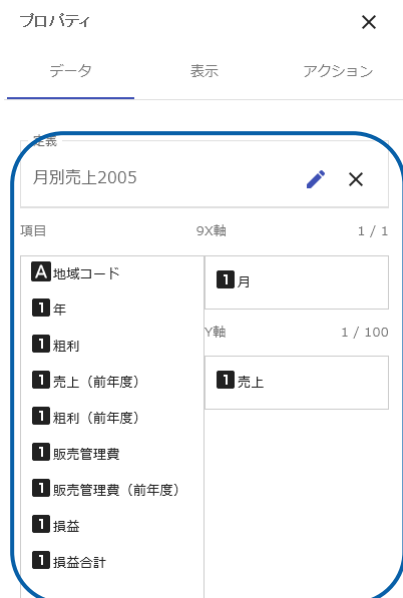 プロパティ
データ 表示 アクション
定義
月別売上2005
項目 9 X軸 1 / 1
A 地域コード
1 月
1 年
Y軸 1 / 100
1 粗利
1 売上（前年度）
1 売上
1 粗利（前年度）
1 販売管理費
1 販売管理費（前年度）
1 損益
1 損益合計